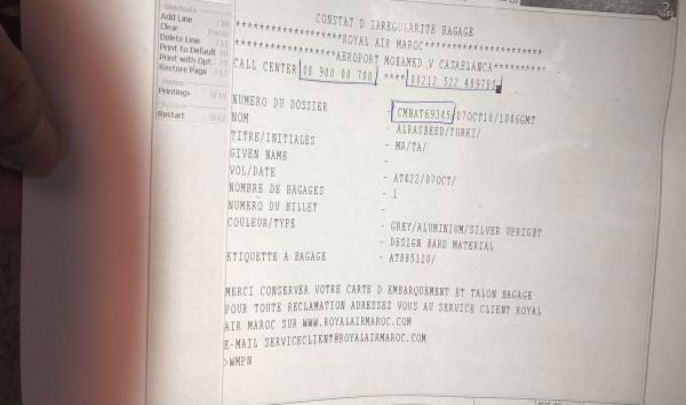 Shortcuts
Add Line
Clear
Delete Line
Print to Default
Print with Opt..
Restore Page
Printing»
Restart
CONSTAT D IAREGULARITE BAGAGE
******************ROYAL AIR MAROC********************
*****************AEROPORT MOHAMED V CASABLANCA*********
CALL CENTER 08 900 00 700 **** 00212 522 489780
NUMERO DU DOSSIER - CMNAT69345/07OCT18/1046GMT
NOM - ALRASHEED/TURKI/
TITRE/INITIALES - MR/TA/
GIVEN NAME -
VOL/DATE - AT422/07OCT/
NOMBRE DE BAGAGES - 1
NUMERO DU BILLET -
COULEUR/TYPE - GREY/ALUMINIUM/SILVER UPRIGHT
- DESIGN HARD MATERIAL
ETIQUETTE A BAGAGE - AT885110/
MERCI CONSERVER VOTRE CARTE D EMBARQUEMENT ET TALON BAGAGE
POUR TOUTE RECLAMATION ADRESSEZ VOUS AU SERVICE CLIENT ROYAL
AIR MAROC SUR WWW.ROYALAIRMAROC.COM
E-MAIL SERVICECLIENT@ROYALAIRMAROC.COM
>WMPN